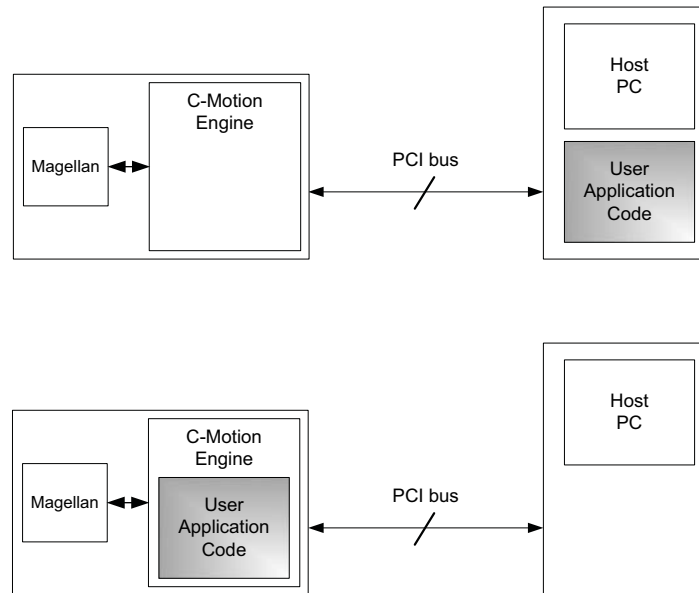 C-Motion
Engine
Magellan
PCI bus
Host
PC
User
Application
Code
C-Motion
Engine
Magellan
User
Application
Code
PCI bus
Host
PC